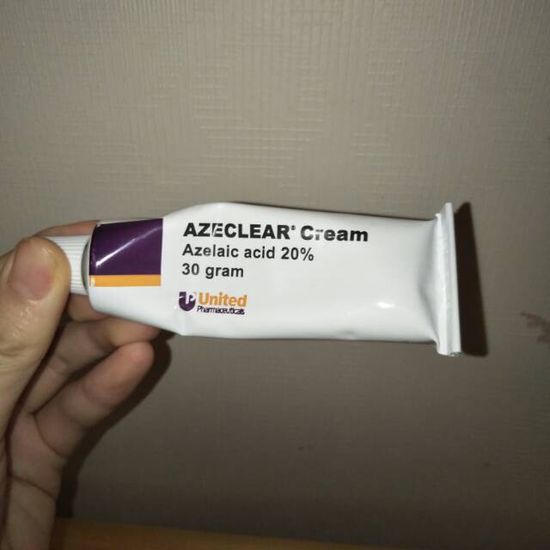 AZECLEAR® Cream
Azelaic acid 20%
30 gram
United
Pharmaceuticals